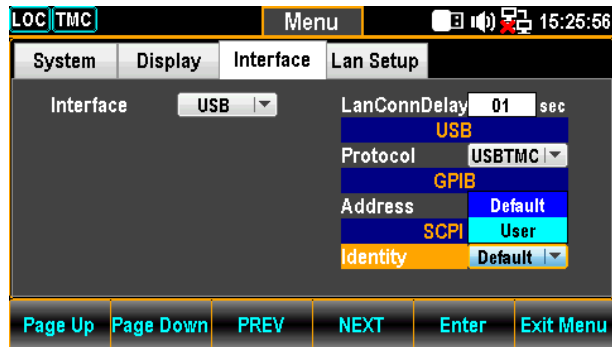 LOC TMC Menu 15:25:56
System Display Interface Lan Setup
Interface USB LanConnDelay 01 sec
USB
Protocol USBTMC
GPIB
Address Default
SCPI User
Identity Default
Page Up Page Down PREV NEXT Enter Exit Menu